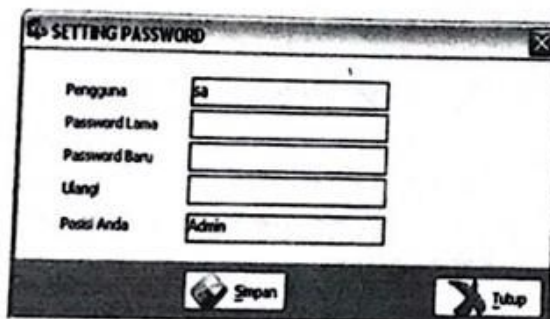 SETTING PASSWORD
Pengguna sa
Password Lama
Password Baru
Ulangi
Posisi Anda Admin
Simpan Tutup